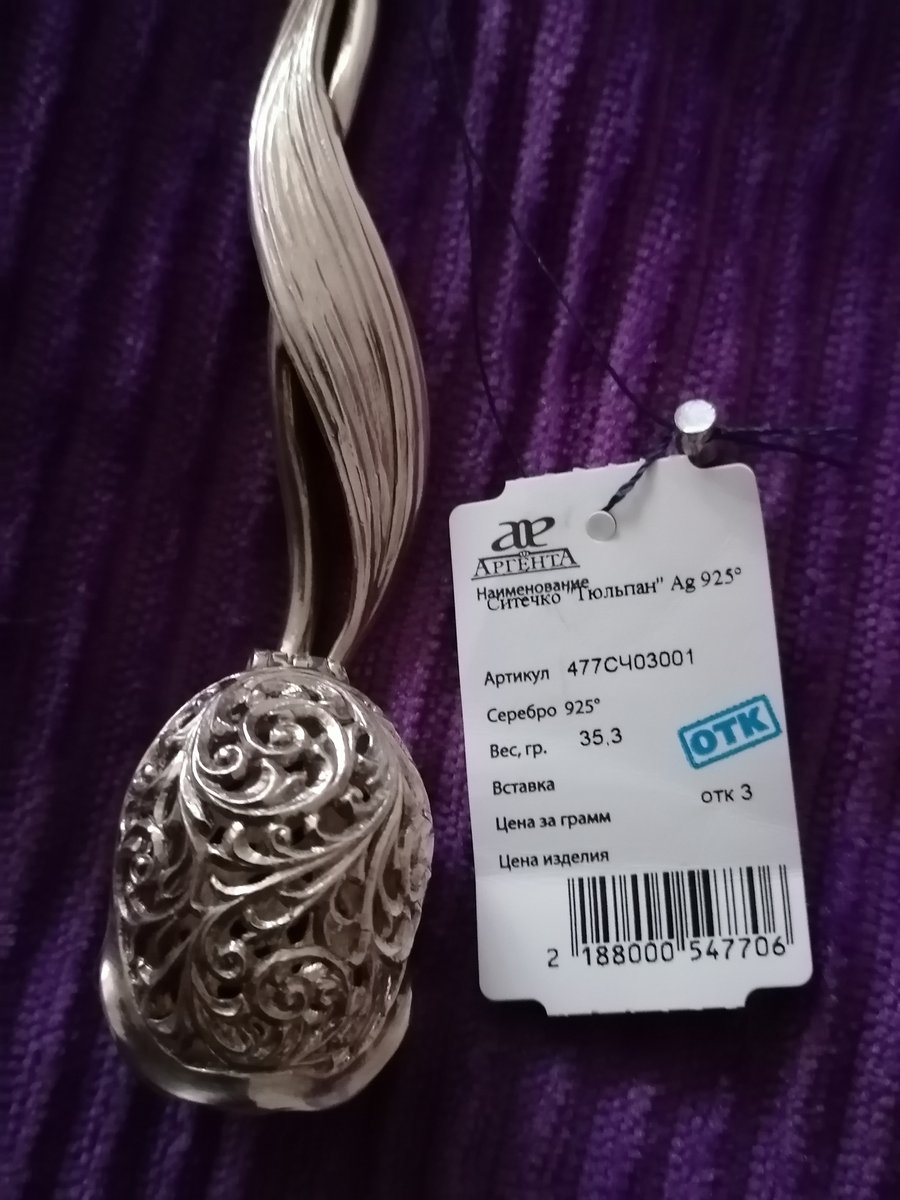 ае
АРГЕНТА
Наименование
Ситечко "Тюльпан" Ag 925°
Артикул 477СЧ03001
Серебро 925°
Вес, гр. 35,3
ОТК
Вставка
отк 3
Цена за грамм
Цена изделия
2 188000 547706